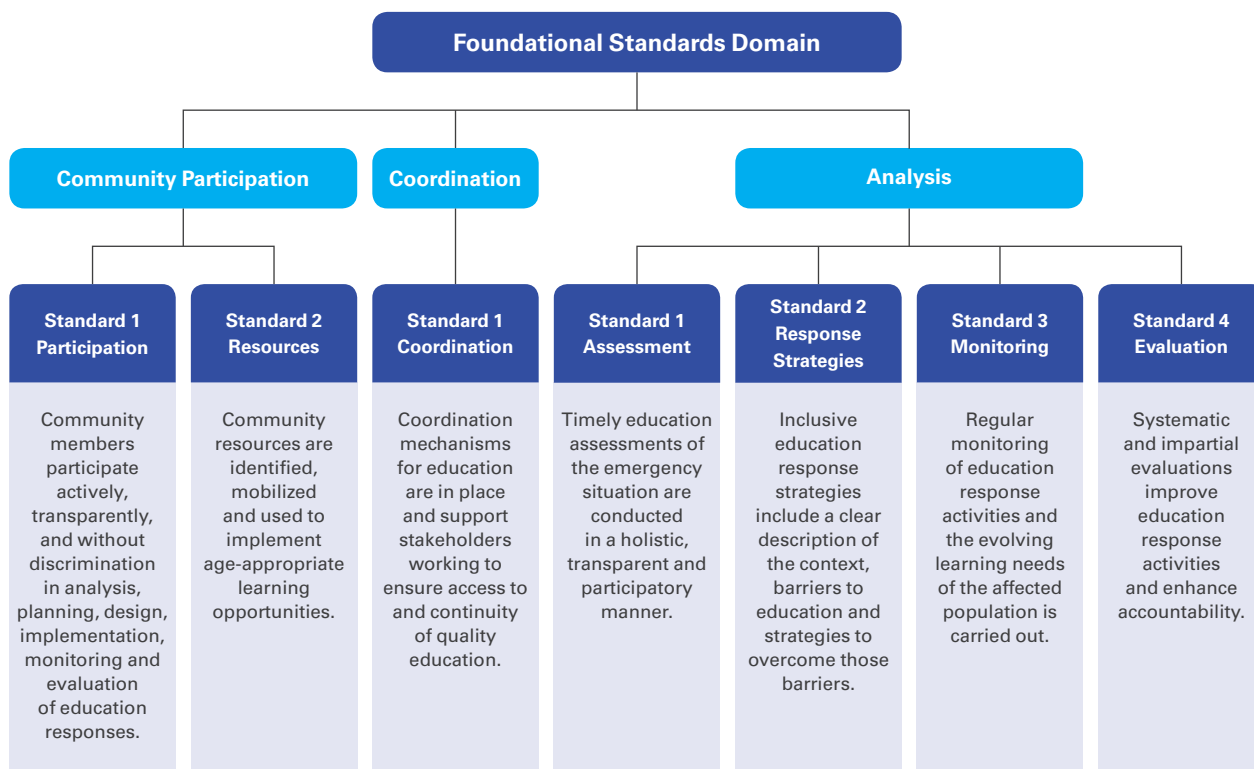 Foundational Standards Domain
Community Participation
Coordination
Analysis
Standard 1
Participation
Community
members
participate
actively,
transparently,
and without
discrimination
in analysis,
planning, design,
implementation,
monitoring and
evaluation
of education
responses.
Standard 2
Resources
Community
resources are
identified,
mobilized
and used to
implement
age-appropriate
learning
opportunities.
Standard 1
Coordination
Coordination
mechanisms
for education
are in place
and support
stakeholders
working to
ensure access to
and continuity
of quality
education.
Standard 1
Assessment
Timely education
assessments of
the emergency
situation are
conducted
in a holistic,
transparent and
participatory
manner.
Standard 2
Response
Strategies
Inclusive
education
response
strategies
include a clear
description of
the context,
barriers to
education and
strategies to
overcome those
barriers.
Standard 3
Monitoring
Regular
monitoring
of education
response
activities and
the evolving
learning needs
of the affected
population is
carried out.
Standard 4
Evaluation
Systematic
and impartial
evaluations
improve
education
response
activities
and enhance
accountability.